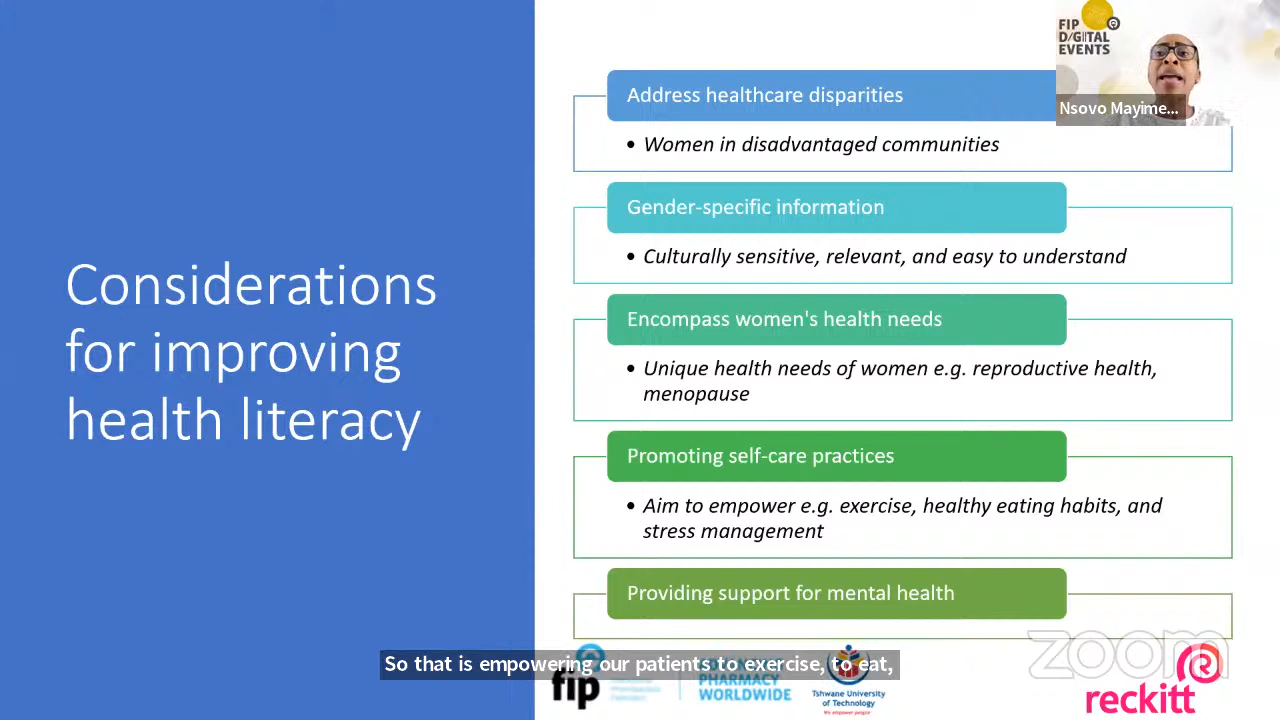 FIP
DIGITAL
EVENTS
Nsovo Mayime...
Considerations
for improving
health literacy
Address healthcare disparities
• Women in disadvantaged communities
Gender-specific information
• Culturally sensitive, relevant, and easy to understand
Encompass women's health needs
• Unique health needs of women e.g. reproductive health,
menopause
Promoting self-care practices
• Aim to empower e.g. exercise, healthy eating habits, and
stress management
Providing support for mental health
So that is empowering our patients to exercise, to eat,
fip
PHARMACY
WORLDWIDE
Tshwane University
of Technology
We empower people
zoom
reckitt